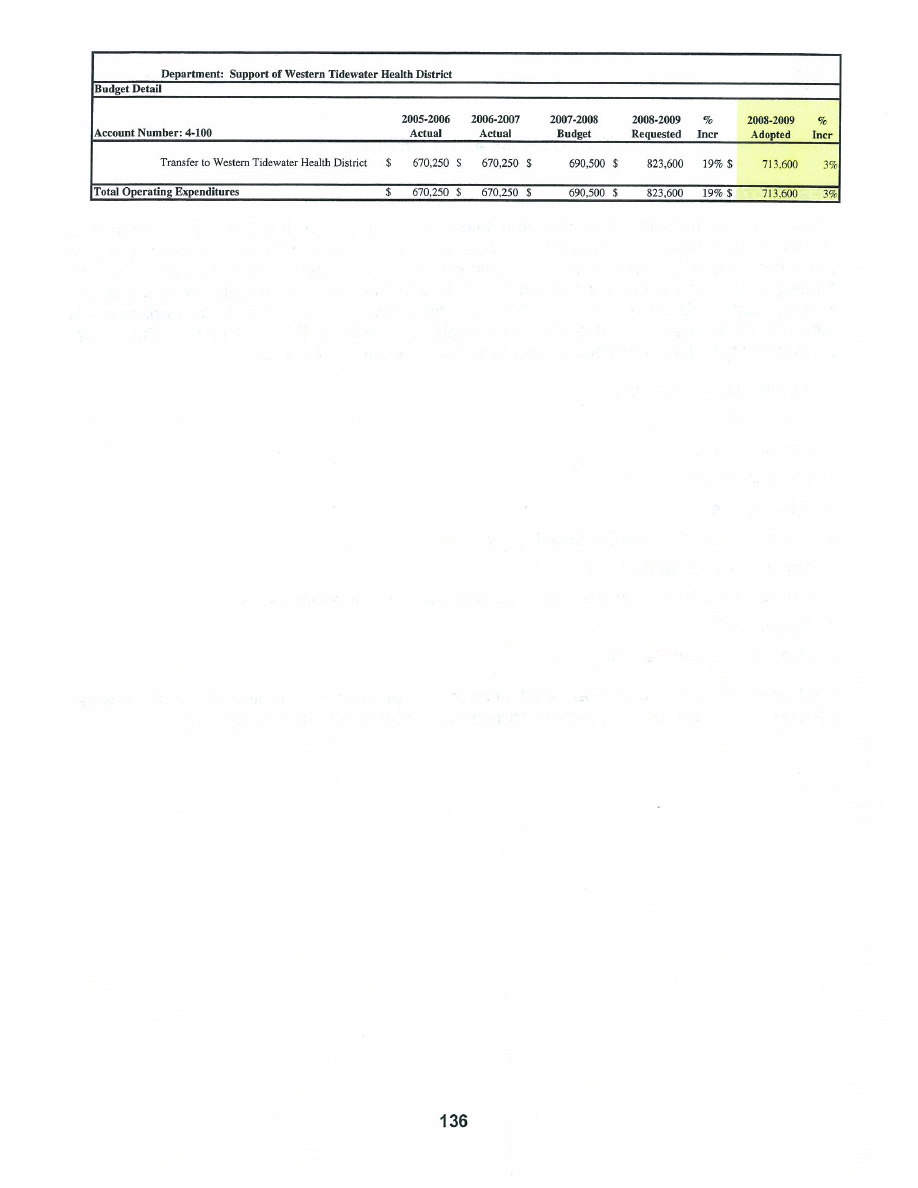 Department: Support of Western Tidewater Health District
Budget Detail
2005-2006 2006-2007 2007-2008 2008-2009 % 2008-2009 %
Account Number: 4-100 Actual Actual Budget Requested Incr Adopted Incr
Transfer to Western Tidewater Health District $ 670,250 $ 670,250 $ 690,500 $ 823,600 19% $ 713,600 3%
Total Operating Expenditures $ 670,250 $ 670,250 $ 690,500 $ 823,600 19% $ 713,600 3%
136